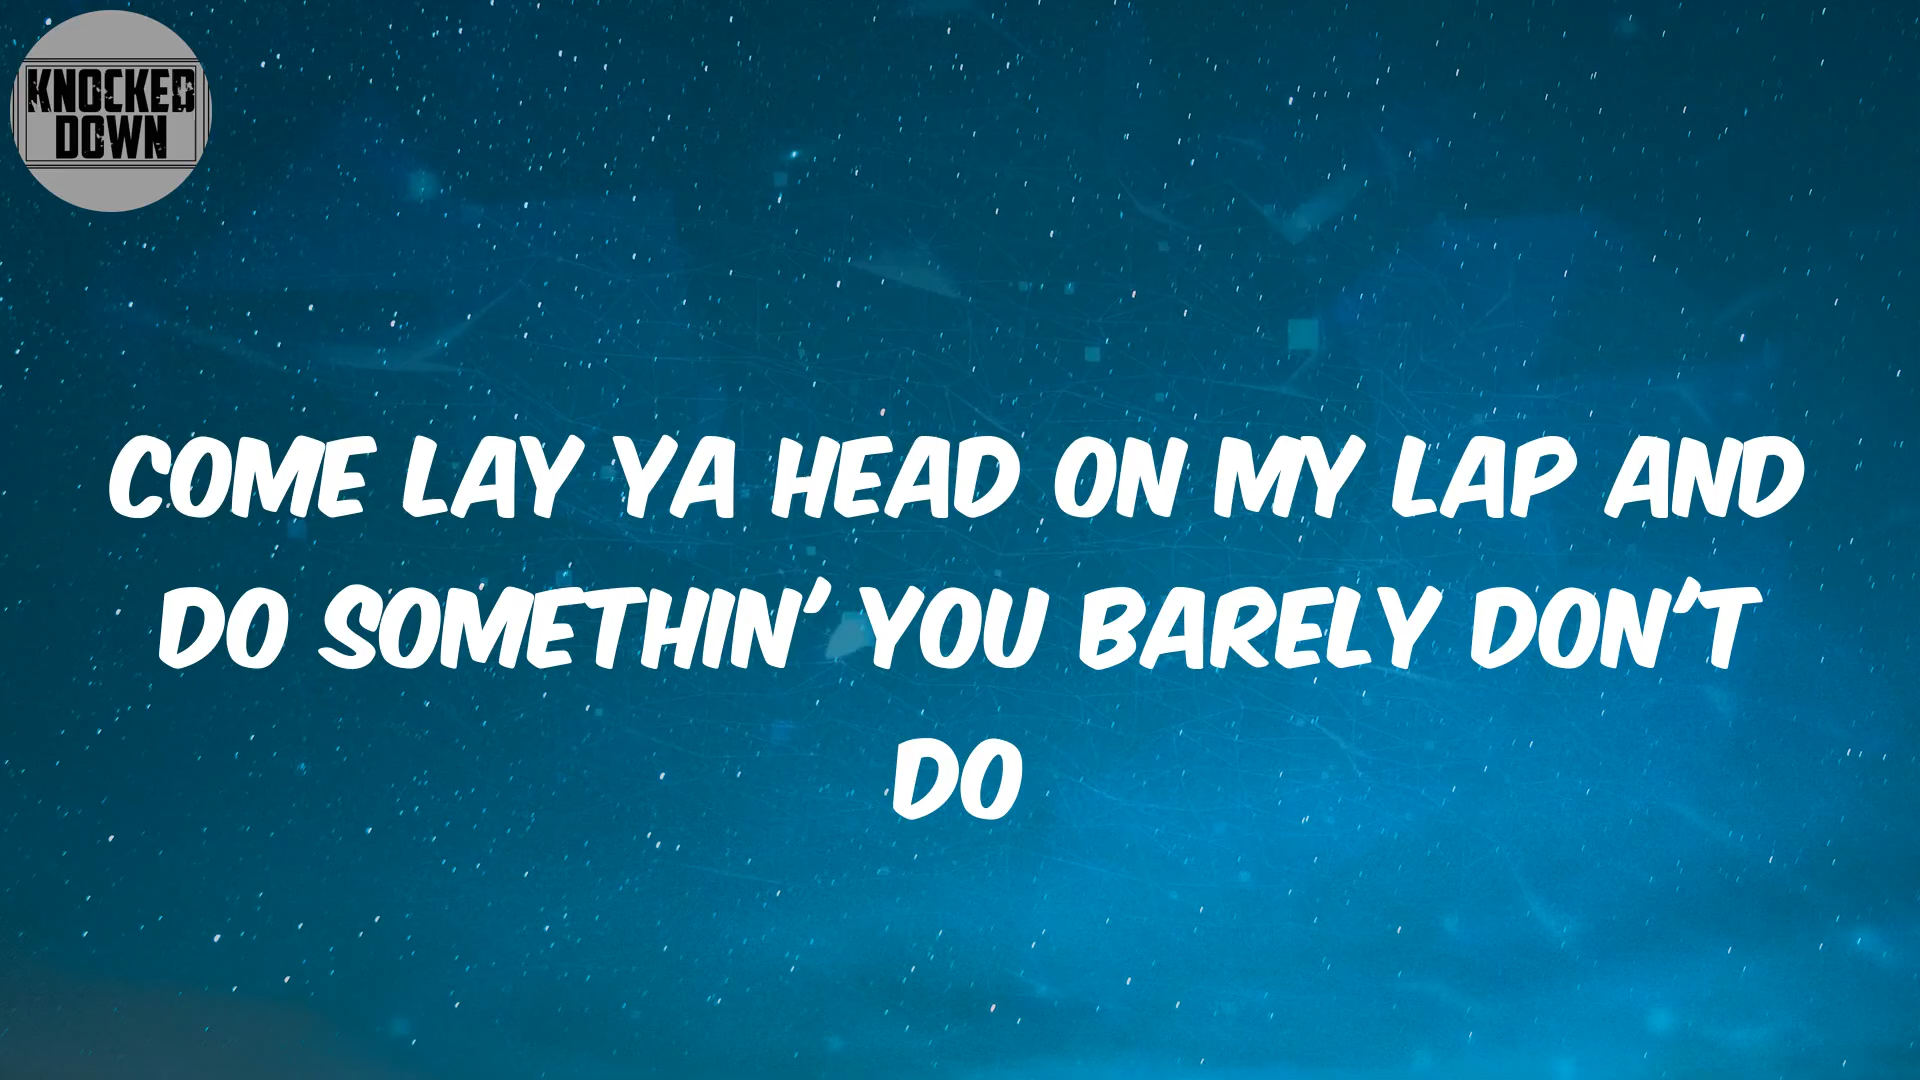 KNOCKED
DOWN
COME LAY YA HEAD ON MY LAP AND
DO SOMETHIN' YOU BARELY DON'T
DO